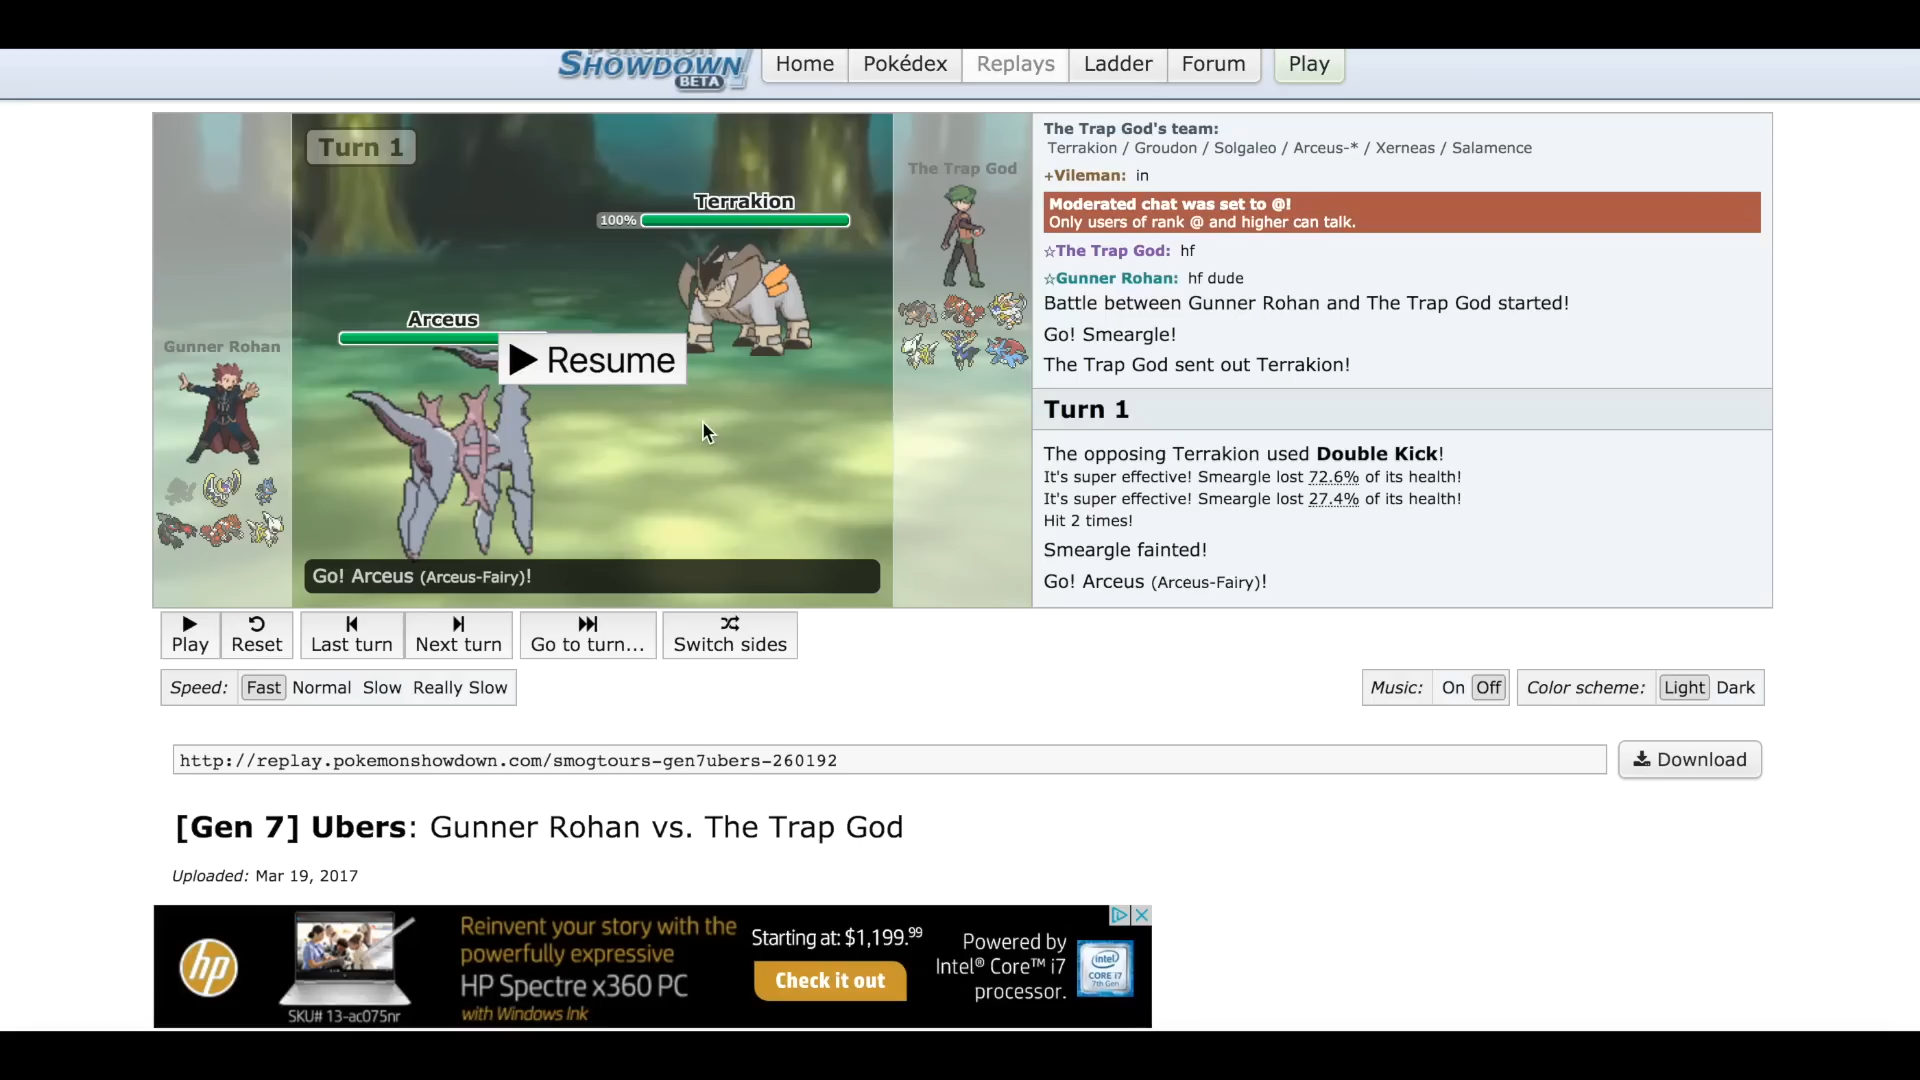 Pokémon
SHOWDOWN
BETA
Home
Pokédex
Replays
Ladder
Forum
Play
Turn 1
The Trap God
Terrakion
100%
Arceus
Resume
Gunner Rohan
Go! Arceus (Arceus-Fairy)!
The Trap God's team:
Terrakion / Groudon / Solgaleo / Arceus-* / Xerneas / Salamence
+Vileman: in
Moderated chat was set to @!
Only users of rank @ and higher can talk.
☆The Trap God: hf
☆Gunner Rohan: hf dude
Battle between Gunner Rohan and The Trap God started!
Go! Smeargle!
The Trap God sent out Terrakion!
Turn 1
The opposing Terrakion used Double Kick!
It's super effective! Smeargle lost 72.6% of its health!
It's super effective! Smeargle lost 27.4% of its health!
Hit 2 times!
Smeargle fainted!
Go! Arceus (Arceus-Fairy)!
Play
Reset
Last turn
Next turn
Go to turn...
Switch sides
Speed: Fast Normal Slow Really Slow
Music: On Off
Color scheme: Light Dark
http://replay.pokemonshowdown.com/smogtours-gen7ubers-260192
Download
[Gen 7] Ubers: Gunner Rohan vs. The Trap God
Uploaded: Mar 19, 2017
hp
SKU# 13-ac075nr
Reinvent your story with the
powerfully expressive
HP Spectre x360 PC
with Windows Ink
Starting at: $1,199.99
Check it out
Powered by
Intel® Core™ i7
processor.
intel
CORE i7
7th Gen